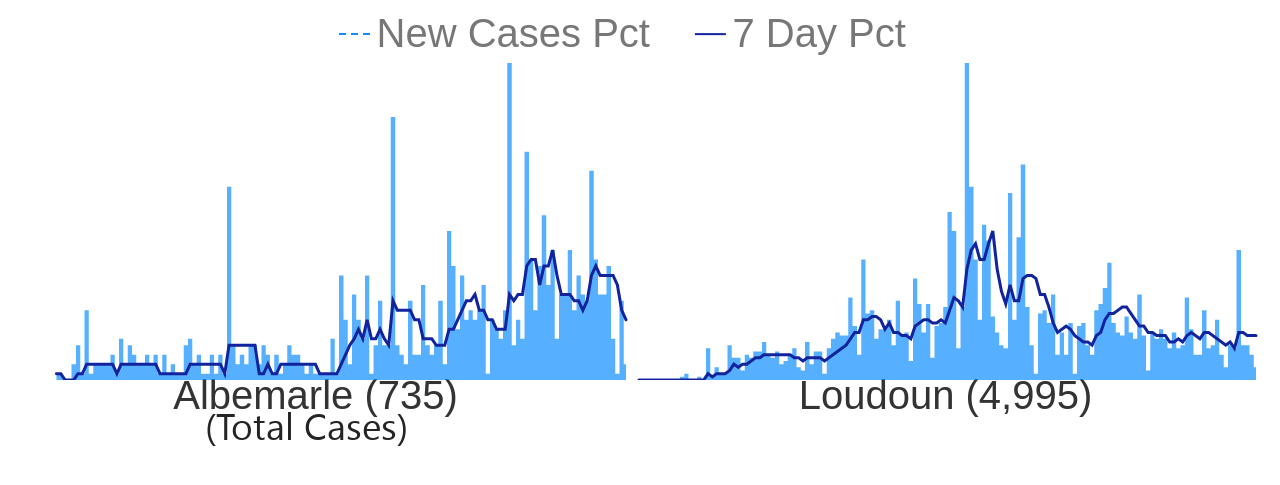 New Cases Pct 7 Day Pct
Albemarle (735) Loudoun (4,995)
(Total Cases)